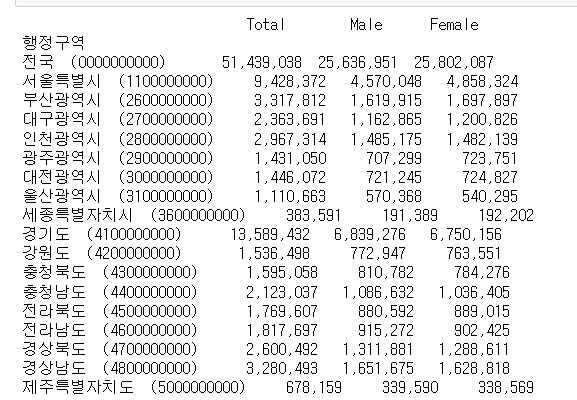 Total Male Female
행정구역
전국 (0000000000) 51,439,038 25,636,951 25,802,087
서울특별시 (1100000000) 9,428,372 4,570,048 4,858,324
부산광역시 (2600000000) 3,317,812 1,619,915 1,697,897
대구광역시 (2700000000) 2,363,691 1,162,865 1,200,826
인천광역시 (2800000000) 2,967,314 1,485,175 1,482,139
광주광역시 (2900000000) 1,431,050 707,299 723,751
대전광역시 (3000000000) 1,446,072 721,245 724,827
울산광역시 (3100000000) 1,110,663 570,368 540,295
세종특별자치시 (3600000000) 383,591 191,389 192,202
경기도 (4100000000) 13,589,432 6,839,276 6,750,156
강원도 (4200000000) 1,536,498 772,947 763,551
충청북도 (4300000000) 1,595,058 810,782 784,276
충청남도 (4400000000) 2,123,037 1,086,632 1,036,405
전라북도 (4500000000) 1,769,607 880,592 889,015
전라남도 (4600000000) 1,817,697 915,272 902,425
경상북도 (4700000000) 2,600,492 1,311,881 1,288,611
경상남도 (4800000000) 3,280,493 1,651,675 1,628,818
제주특별자치도 (5000000000) 678,159 339,590 338,569